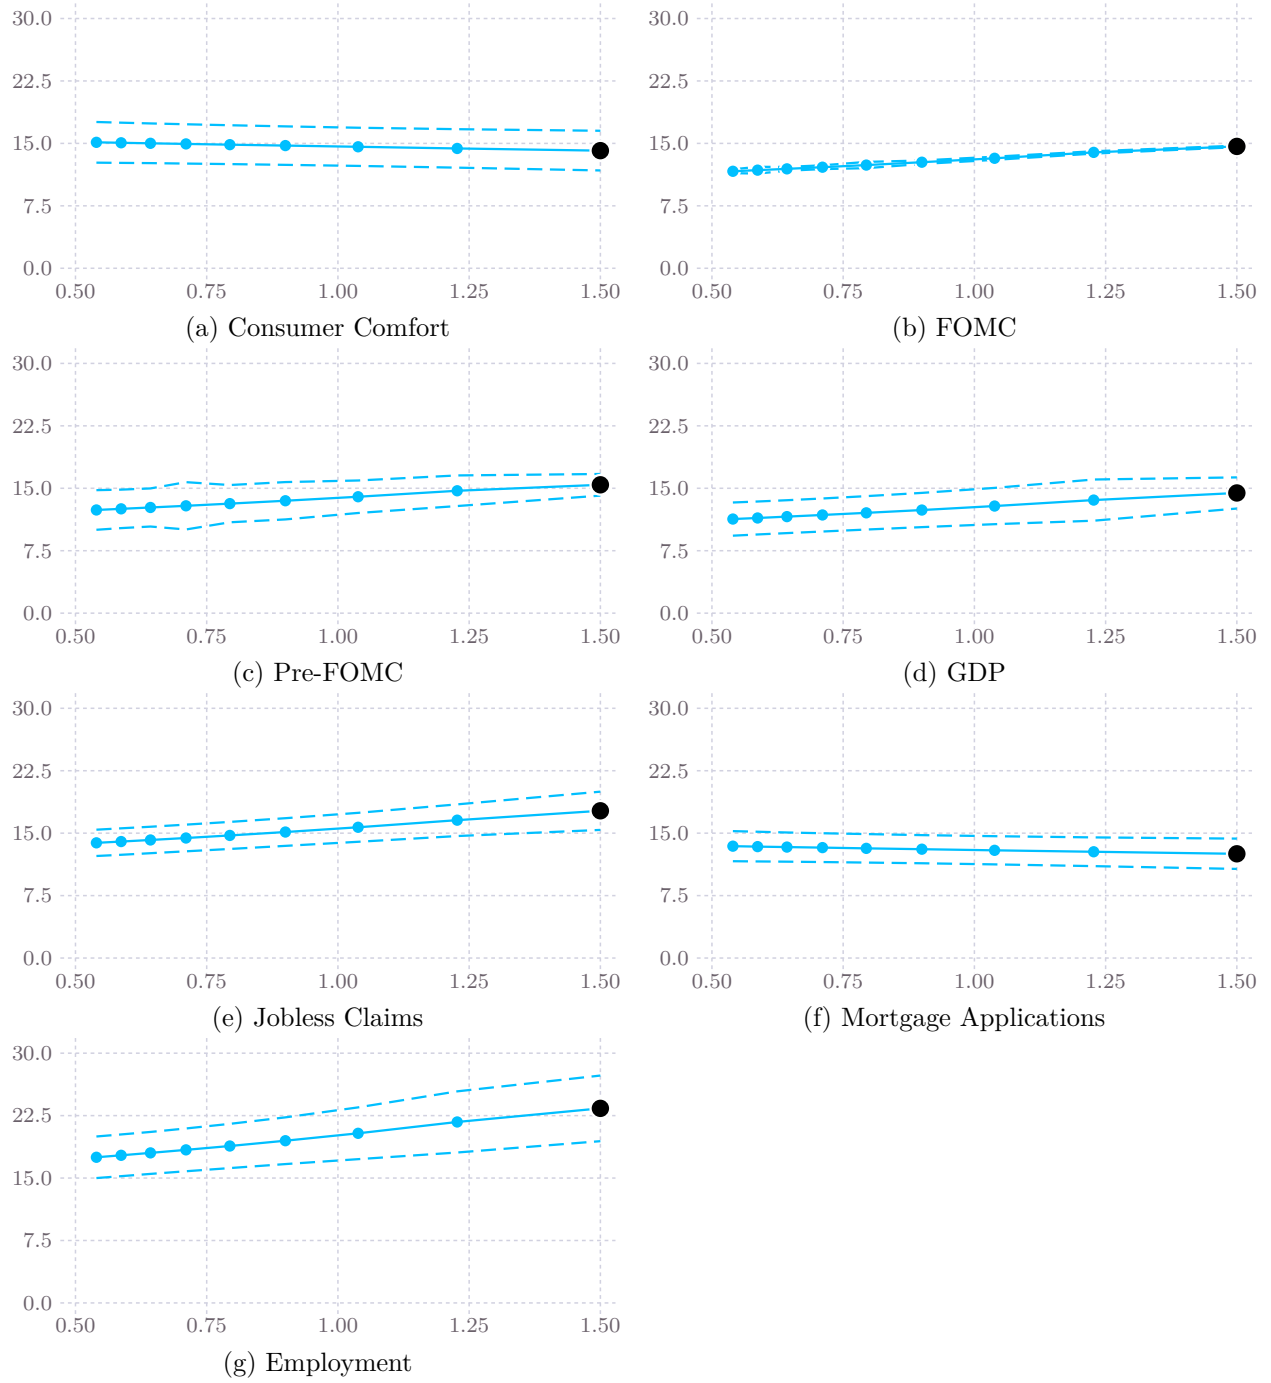 30.0 30.0
22.5 22.5
15.0 15.0
7.5 7.5
0.0 0.0
0.50 0.75 1.00 1.25 1.50 0.50 0.75 1.00 1.25 1.50
(a) Consumer Comfort (b) FOMC
30.0 30.0
22.5 22.5
15.0 15.0
7.5 7.5
0.0 0.0
0.50 0.75 1.00 1.25 1.50 0.50 0.75 1.00 1.25 1.50
(c) Pre-FOMC (d) GDP
30.0 30.0
22.5 22.5
15.0 15.0
7.5 7.5
0.0 0.0
0.50 0.75 1.00 1.25 1.50 0.50 0.75 1.00 1.25 1.50
(e) Jobless Claims (f) Mortgage Applications
30.0
22.5
15.0
7.5
0.0
0.50 0.75 1.00 1.25 1.50
(g) Employment